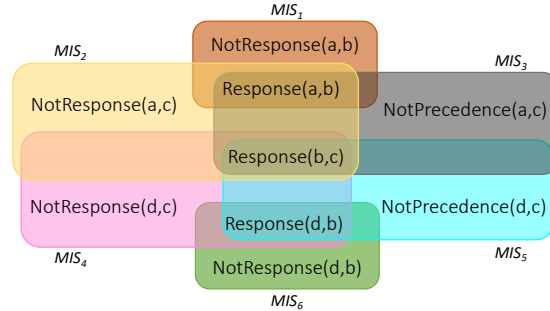 MIS1
MIS2
MIS3
NotResponse(a,b)
Response(a,b)
NotResponse(a,c)
NotPrecedence(a,c)
Response(b,c)
NotResponse(d,c)
NotPrecedence(d,c)
Response(d,b)
MIS4
MIS5
NotResponse(d,b)
MIS6